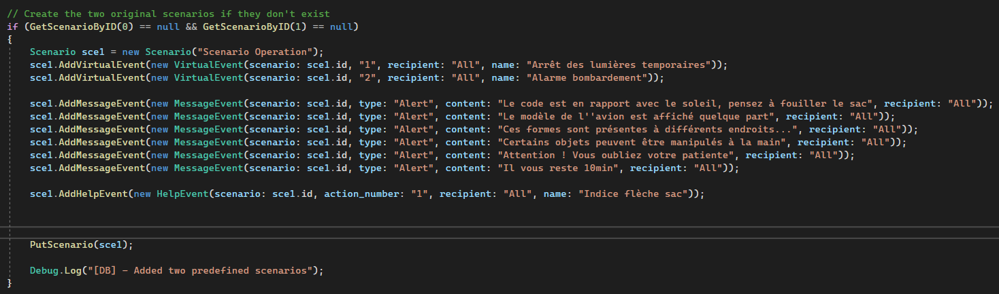 // Create the two original scenarios if they don't exist
if (GetScenarioByID(0) == null && GetScenarioByID(1) == null)
{
Scenario sce1 = new Scenario("Scenario Operation");
sce1.AddVirtualEvent(new VirtualEvent(scenario: sce1.id, "1", recipient: "All", name: "Arrêt des lumières temporaires"));
sce1.AddVirtualEvent(new VirtualEvent(scenario: sce1.id, "2", recipient: "All", name: "Alarme bombardement"));
sce1.AddMessageEvent(new MessageEvent(scenario: sce1.id, type: "Alert", content: "Le code est en rapport avec le soleil, pensez à fouiller le sac", recipient: "All"));
sce1.AddMessageEvent(new MessageEvent(scenario: sce1.id, type: "Alert", content: "Le modèle de l''avion est affiché quelque part", recipient: "All"));
sce1.AddMessageEvent(new MessageEvent(scenario: sce1.id, type: "Alert", content: "Ces formes sont présentes à différents endroits...", recipient: "All"));
sce1.AddMessageEvent(new MessageEvent(scenario: sce1.id, type: "Alert", content: "Certains objets peuvent être manipulés à la main", recipient: "All"));
sce1.AddMessageEvent(new MessageEvent(scenario: sce1.id, type: "Alert", content: "Attention ! Vous oubliez votre patiente", recipient: "All"));
sce1.AddMessageEvent(new MessageEvent(scenario: sce1.id, type: "Alert", content: "Il vous reste 10min", recipient: "All"));
sce1.AddHelpEvent(new HelpEvent(scenario: sce1.id, action_number: "1", recipient: "All", name: "Indice flèche sac"));
PutScenario(sce1);
Debug.Log("[DB] - Added two predefined scenarios");
}